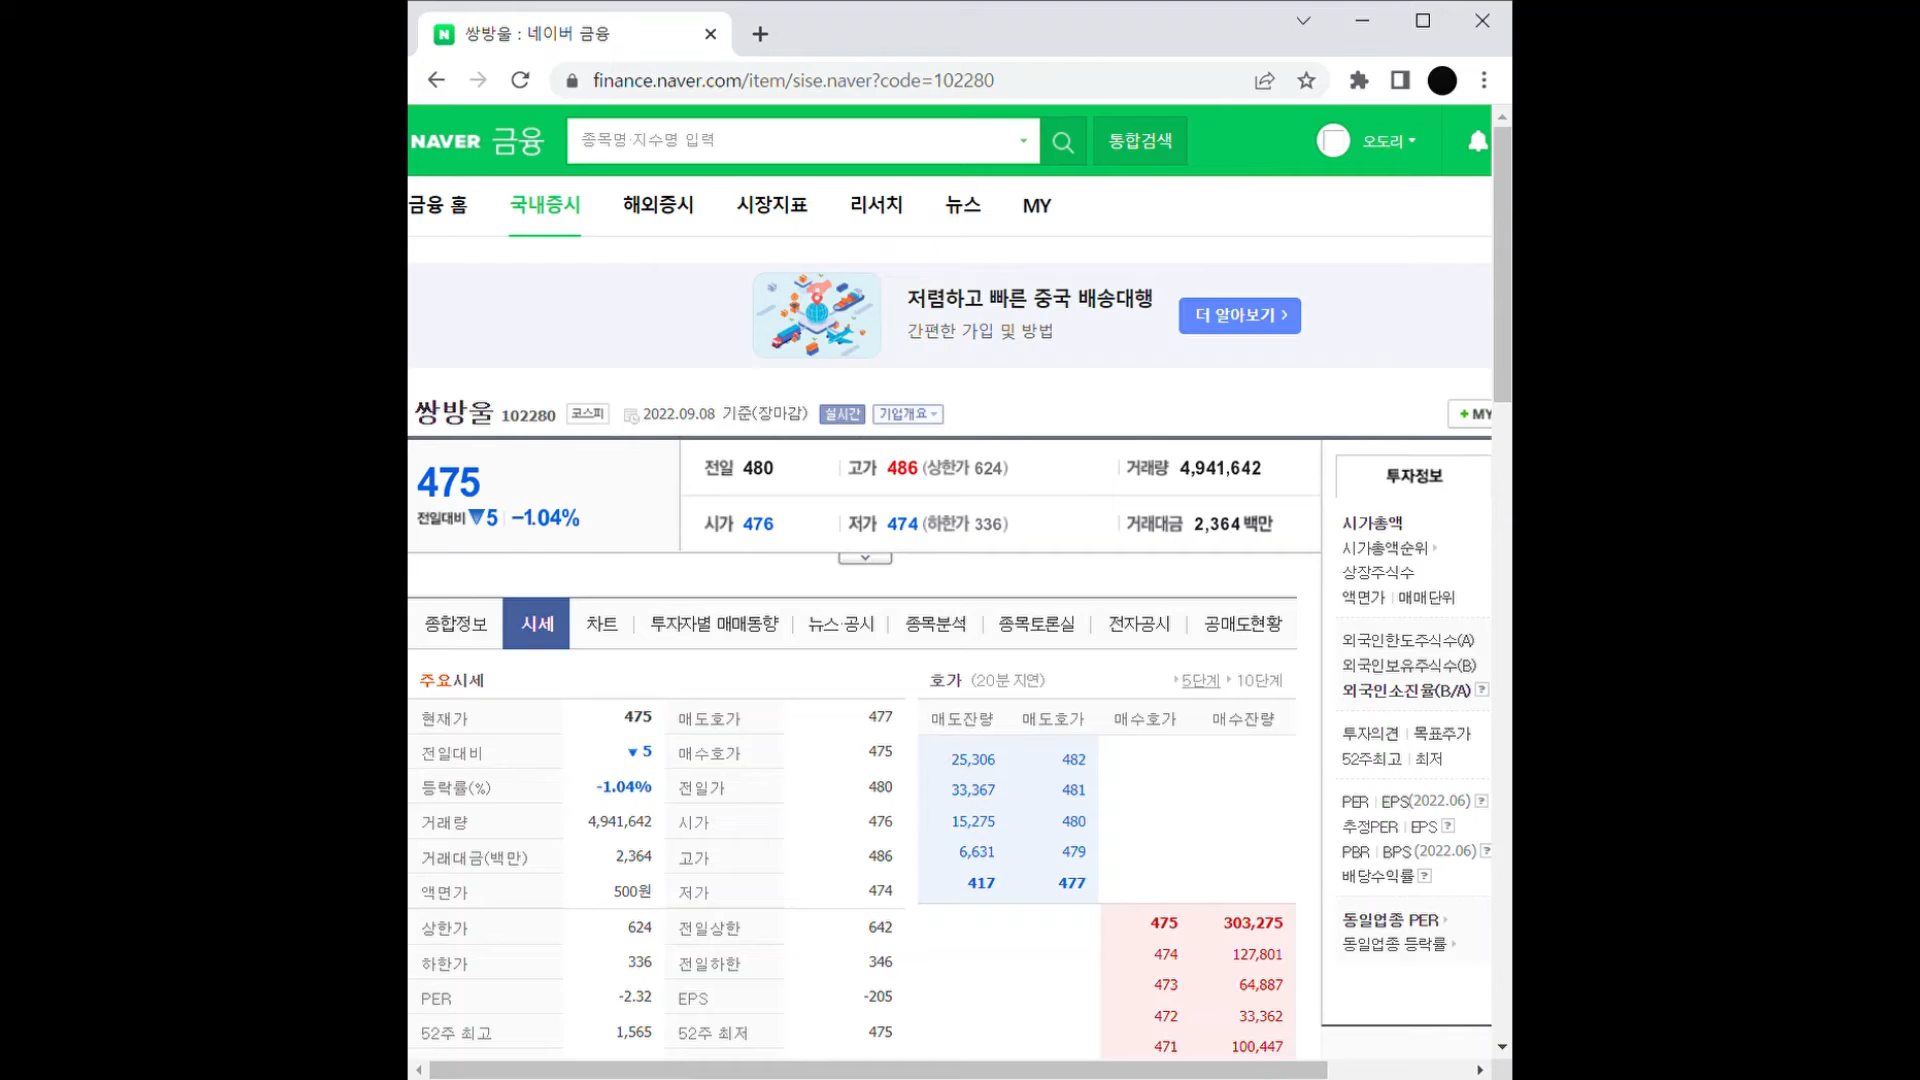 쌍방울 : 네이버 금융
finance.naver.com/item/sise.naver?code=102280
NAVER 금융
종목명·지수명 입력
통합검색
오도리
금융 홈 국내증시 해외증시 시장지표 리서치 뉴스 MY
저렴하고 빠른 중국 배송대행
간편한 가입 및 방법
더 알아보기 >
쌍방울 102280 코스피 2022.09.08 기준(장마감) 실시간 기업개요
+ MY
475
전일대비 ▼5 -1.04%
전일 480 고가 486 (상한가 624) 거래량 4,941,642
시가 476 저가 474 (하한가 336) 거래대금 2,364 백만
종합정보 시세 차트 투자자별 매매동향 뉴스·공시 종목분석 종목토론실 전자공시 공매도현황
주요시세
현재가 475 매도호가 477
전일대비 ▼ 5 매수호가 475
등락률(%) -1.04% 전일가 480
거래량 4,941,642 시가 476
거래대금(백만) 2,364 고가 486
액면가 500원 저가 474
상한가 624 전일상한 642
하한가 336 전일하한 346
PER -2.32 EPS -205
52주 최고 1,565 52주 최저 475
호가 (20분 지연) 5단계 10단계
매도잔량 매도호가 매수호가 매수잔량
25,306 482
33,367 481
15,275 480
6,631 479
417 477
475 303,275
474 127,801
473 64,887
472 33,362
471 100,447
투자정보
시가총액
시가총액순위
상장주식수
액면가 | 매매단위
외국인한도주식수(A)
외국인보유주식수(B)
외국인소진율(B/A) ?
투자의견 | 목표주가
52주최고 | 최저
PER | EPS(2022.06) ?
추정PER | EPS ?
PBR | BPS (2022.06) ?
배당수익률 ?
동일업종 PER
동일업종 등락률